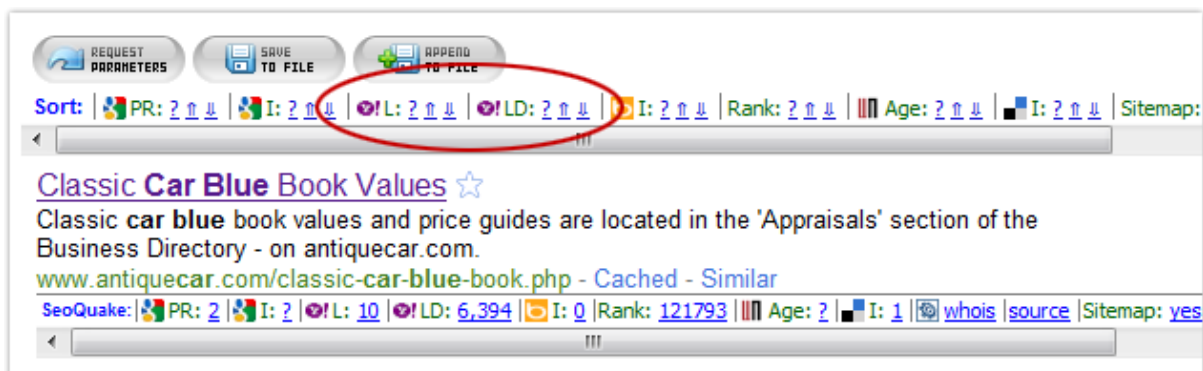 REQUEST PARAMETERS SAVE TO FILE APPEND TO FILE
Sort: PR: ? ⇑ ⇓ I: ? ⇑ ⇓ Y! L: ? ⇑ ⇓ Y! LD: ? ⇑ ⇓ b I: ? ⇑ ⇓ Rank: ? ⇑ ⇓ Age: ? ⇑ ⇓ I: ? ⇑ ⇓ Sitemap:
Classic Car Blue Book Values ☆
Classic car blue book values and price guides are located in the 'Appraisals' section of the
Business Directory - on antiquecar.com.
www.antiquecar.com/classic-car-blue-book.php - Cached - Similar
SeoQuake: PR: 2 I: ? Y! L: 10 Y! LD: 6,394 b I: 0 Rank: 121793 Age: ? I: 1 whois source Sitemap: yes